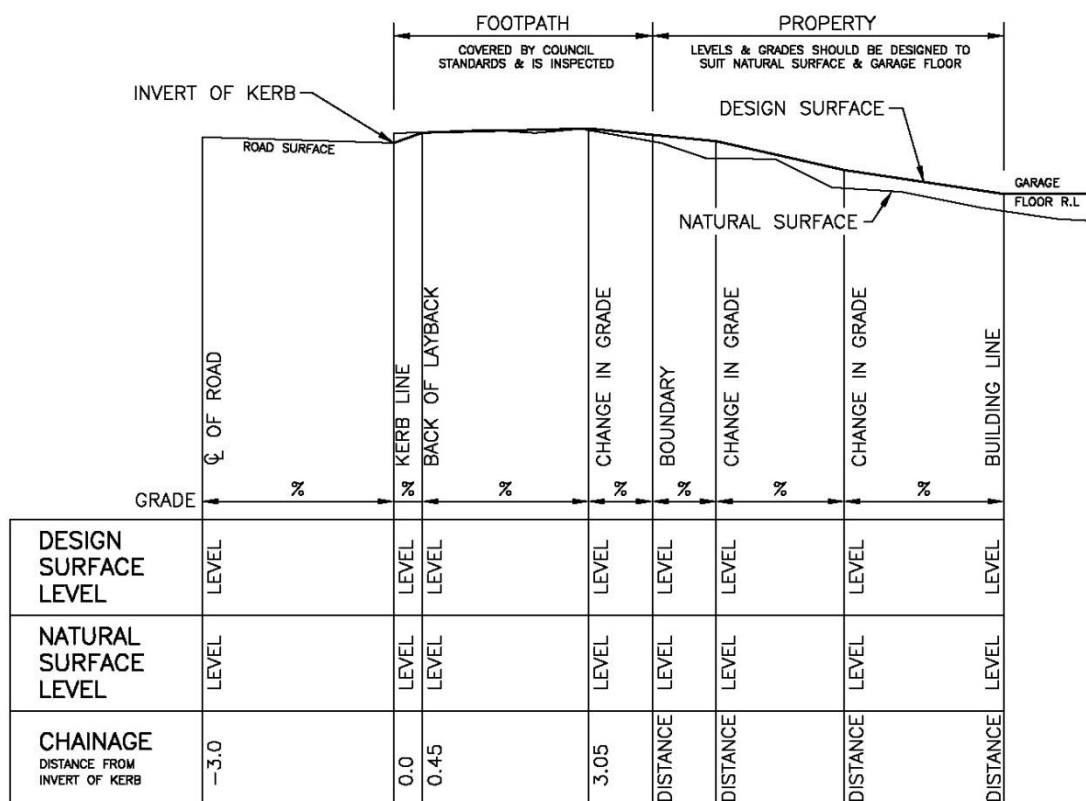 FOOTPATH
PROPERTY
COVERED BY COUNCIL
STANDARDS & IS INSPECTED
LEVELS & GRADES SHOULD BE DESIGNED TO
SUIT NATURAL SURFACE & GARAGE FLOOR
INVERT OF KERB
DESIGN SURFACE
ROAD SURFACE
GARAGE
FLOOR R.L
NATURAL SURFACE
℄ OF ROAD
KERB LINE
BACK OF LAYBACK
CHANGE IN GRADE
BOUNDARY
CHANGE IN GRADE
CHANGE IN GRADE
BUILDING LINE
GRADE % % % % % % %
DESIGN
SURFACE
LEVEL
LEVEL LEVEL LEVEL LEVEL LEVEL LEVEL LEVEL LEVEL
NATURAL
SURFACE
LEVEL
LEVEL LEVEL LEVEL LEVEL LEVEL LEVEL LEVEL LEVEL
CHAINAGE
DISTANCE FROM
INVERT OF KERB
-3.0 0.0 0.45 3.05 DISTANCE DISTANCE DISTANCE DISTANCE